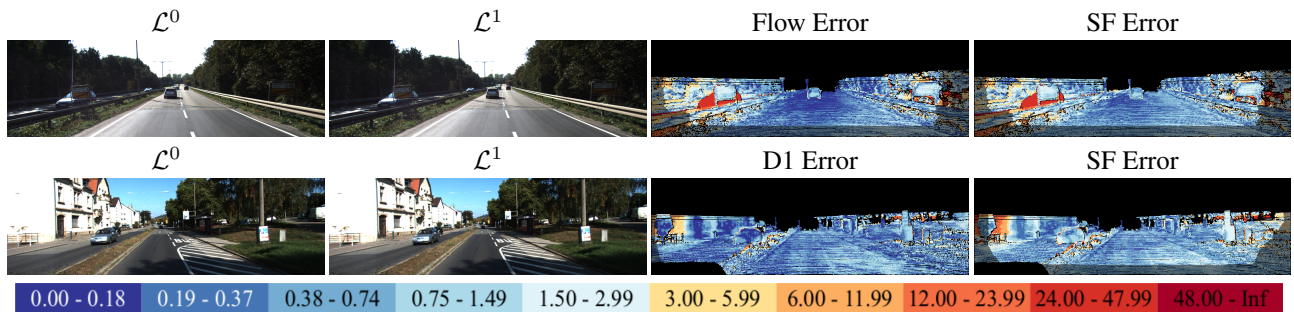 ℒ⁰ ℒ¹ Flow Error SF Error
ℒ⁰ ℒ¹ D1 Error SF Error
0.00 - 0.18 0.19 - 0.37 0.38 - 0.74 0.75 - 1.49 1.50 - 2.99 3.00 - 5.99 6.00 - 11.99 12.00 - 23.99 24.00 - 47.99 48.00 - Inf